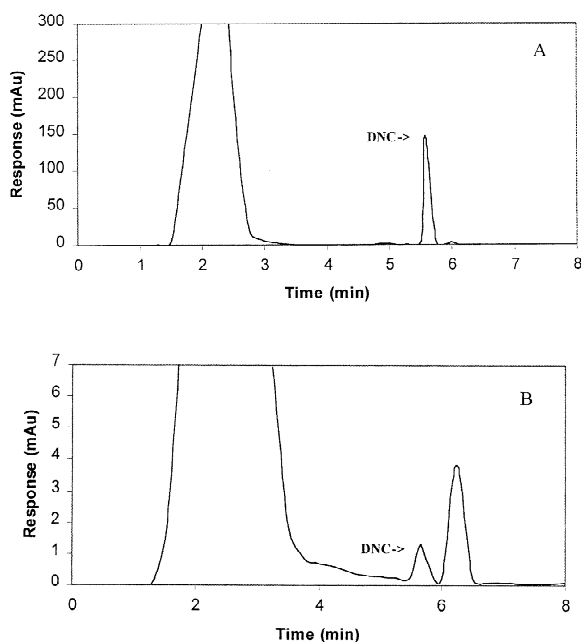 300
A
250
200
Response (mAu)
150
DNC->
100
50
0
0 1 2 3 4 5 6 7 8
Time (min)
7
B
6
5
Response (mAu)
4
3
2
DNC->
1
0
0 2 4 6 8
Time (min)